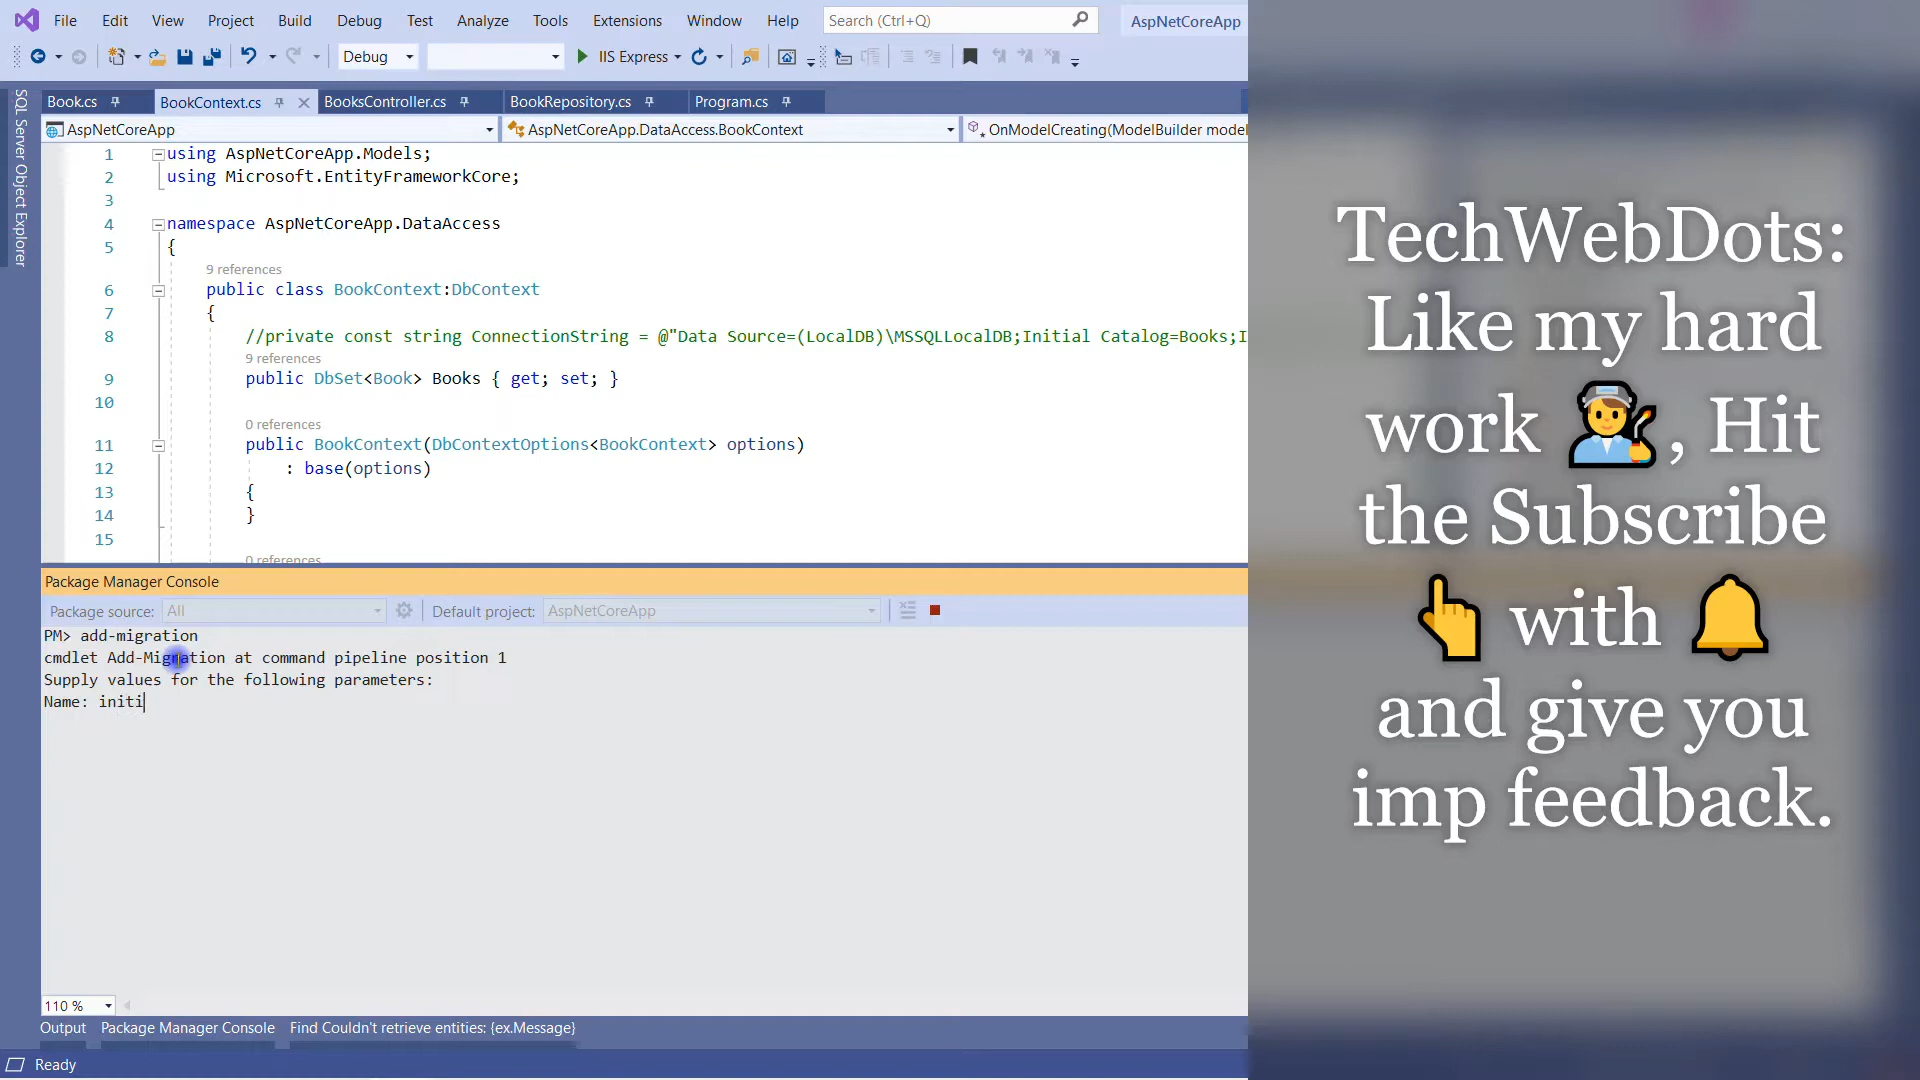 File Edit View Project Build Debug Test Analyze Tools Extensions Window Help Search (Ctrl+Q) AspNetCoreApp
Debug IIS Express
SQL Server Object Explorer
Book.cs BookContext.cs BooksController.cs BookRepository.cs Program.cs
AspNetCoreApp AspNetCoreApp.DataAccess.BookContext OnModelCreating(ModelBuilder model
1 using AspNetCoreApp.Models;
2 using Microsoft.EntityFrameworkCore;
3
4 namespace AspNetCoreApp.DataAccess
5 {
9 references
6 public class BookContext:DbContext
7 {
8 //private const string ConnectionString = @"Data Source=(LocalDB)\MSSQLLocalDB;Initial Catalog=Books;I
9 references
9 public DbSet<Book> Books { get; set; }
10
0 references
11 public BookContext(DbContextOptions<BookContext> options)
12 : base(options)
13 {
14 }
15
0 references
Package Manager Console
Package source: All Default project: AspNetCoreApp
PM> add-migration
cmdlet Add-Migration at command pipeline position 1
Supply values for the following parameters:
Name: initi
110 %
Output Package Manager Console Find Couldn't retrieve entities: {ex.Message}
Ready
TechWebDots:
Like my hard
work , Hit
the Subscribe
with
and give you
imp feedback.